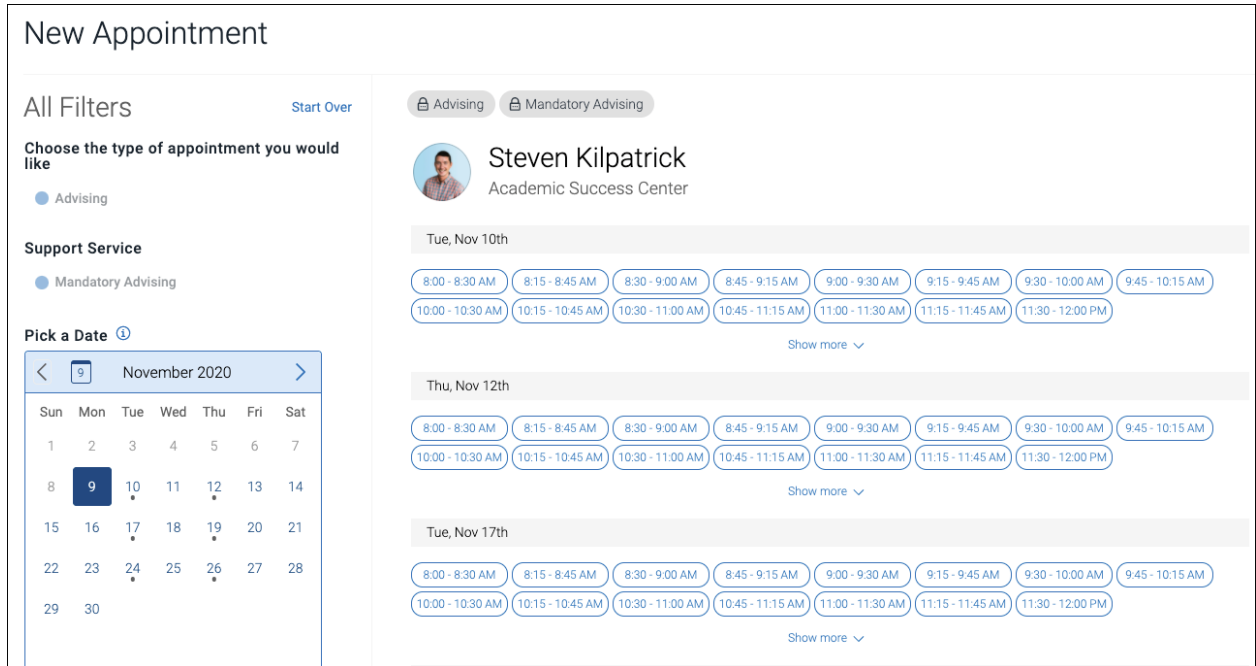 New Appointment
All Filters
Start Over
Choose the type of appointment you would
like
Advising
Support Service
Mandatory Advising
Pick a Date
9 November 2020
Sun Mon Tue Wed Thu Fri Sat
1 2 3 4 5 6 7
8 9 10 11 12 13 14
15 16 17 18 19 20 21
22 23 24 25 26 27 28
29 30
Advising Mandatory Advising
Steven Kilpatrick
Academic Success Center
Tue, Nov 10th
8:00 - 8:30 AM 8:15 - 8:45 AM 8:30 - 9:00 AM 8:45 - 9:15 AM 9:00 - 9:30 AM 9:15 - 9:45 AM 9:30 - 10:00 AM 9:45 - 10:15 AM
10:00 - 10:30 AM 10:15 - 10:45 AM 10:30 - 11:00 AM 10:45 - 11:15 AM 11:00 - 11:30 AM 11:15 - 11:45 AM 11:30 - 12:00 PM
Show more
Thu, Nov 12th
8:00 - 8:30 AM 8:15 - 8:45 AM 8:30 - 9:00 AM 8:45 - 9:15 AM 9:00 - 9:30 AM 9:15 - 9:45 AM 9:30 - 10:00 AM 9:45 - 10:15 AM
10:00 - 10:30 AM 10:15 - 10:45 AM 10:30 - 11:00 AM 10:45 - 11:15 AM 11:00 - 11:30 AM 11:15 - 11:45 AM 11:30 - 12:00 PM
Show more
Tue, Nov 17th
8:00 - 8:30 AM 8:15 - 8:45 AM 8:30 - 9:00 AM 8:45 - 9:15 AM 9:00 - 9:30 AM 9:15 - 9:45 AM 9:30 - 10:00 AM 9:45 - 10:15 AM
10:00 - 10:30 AM 10:15 - 10:45 AM 10:30 - 11:00 AM 10:45 - 11:15 AM 11:00 - 11:30 AM 11:15 - 11:45 AM 11:30 - 12:00 PM
Show more